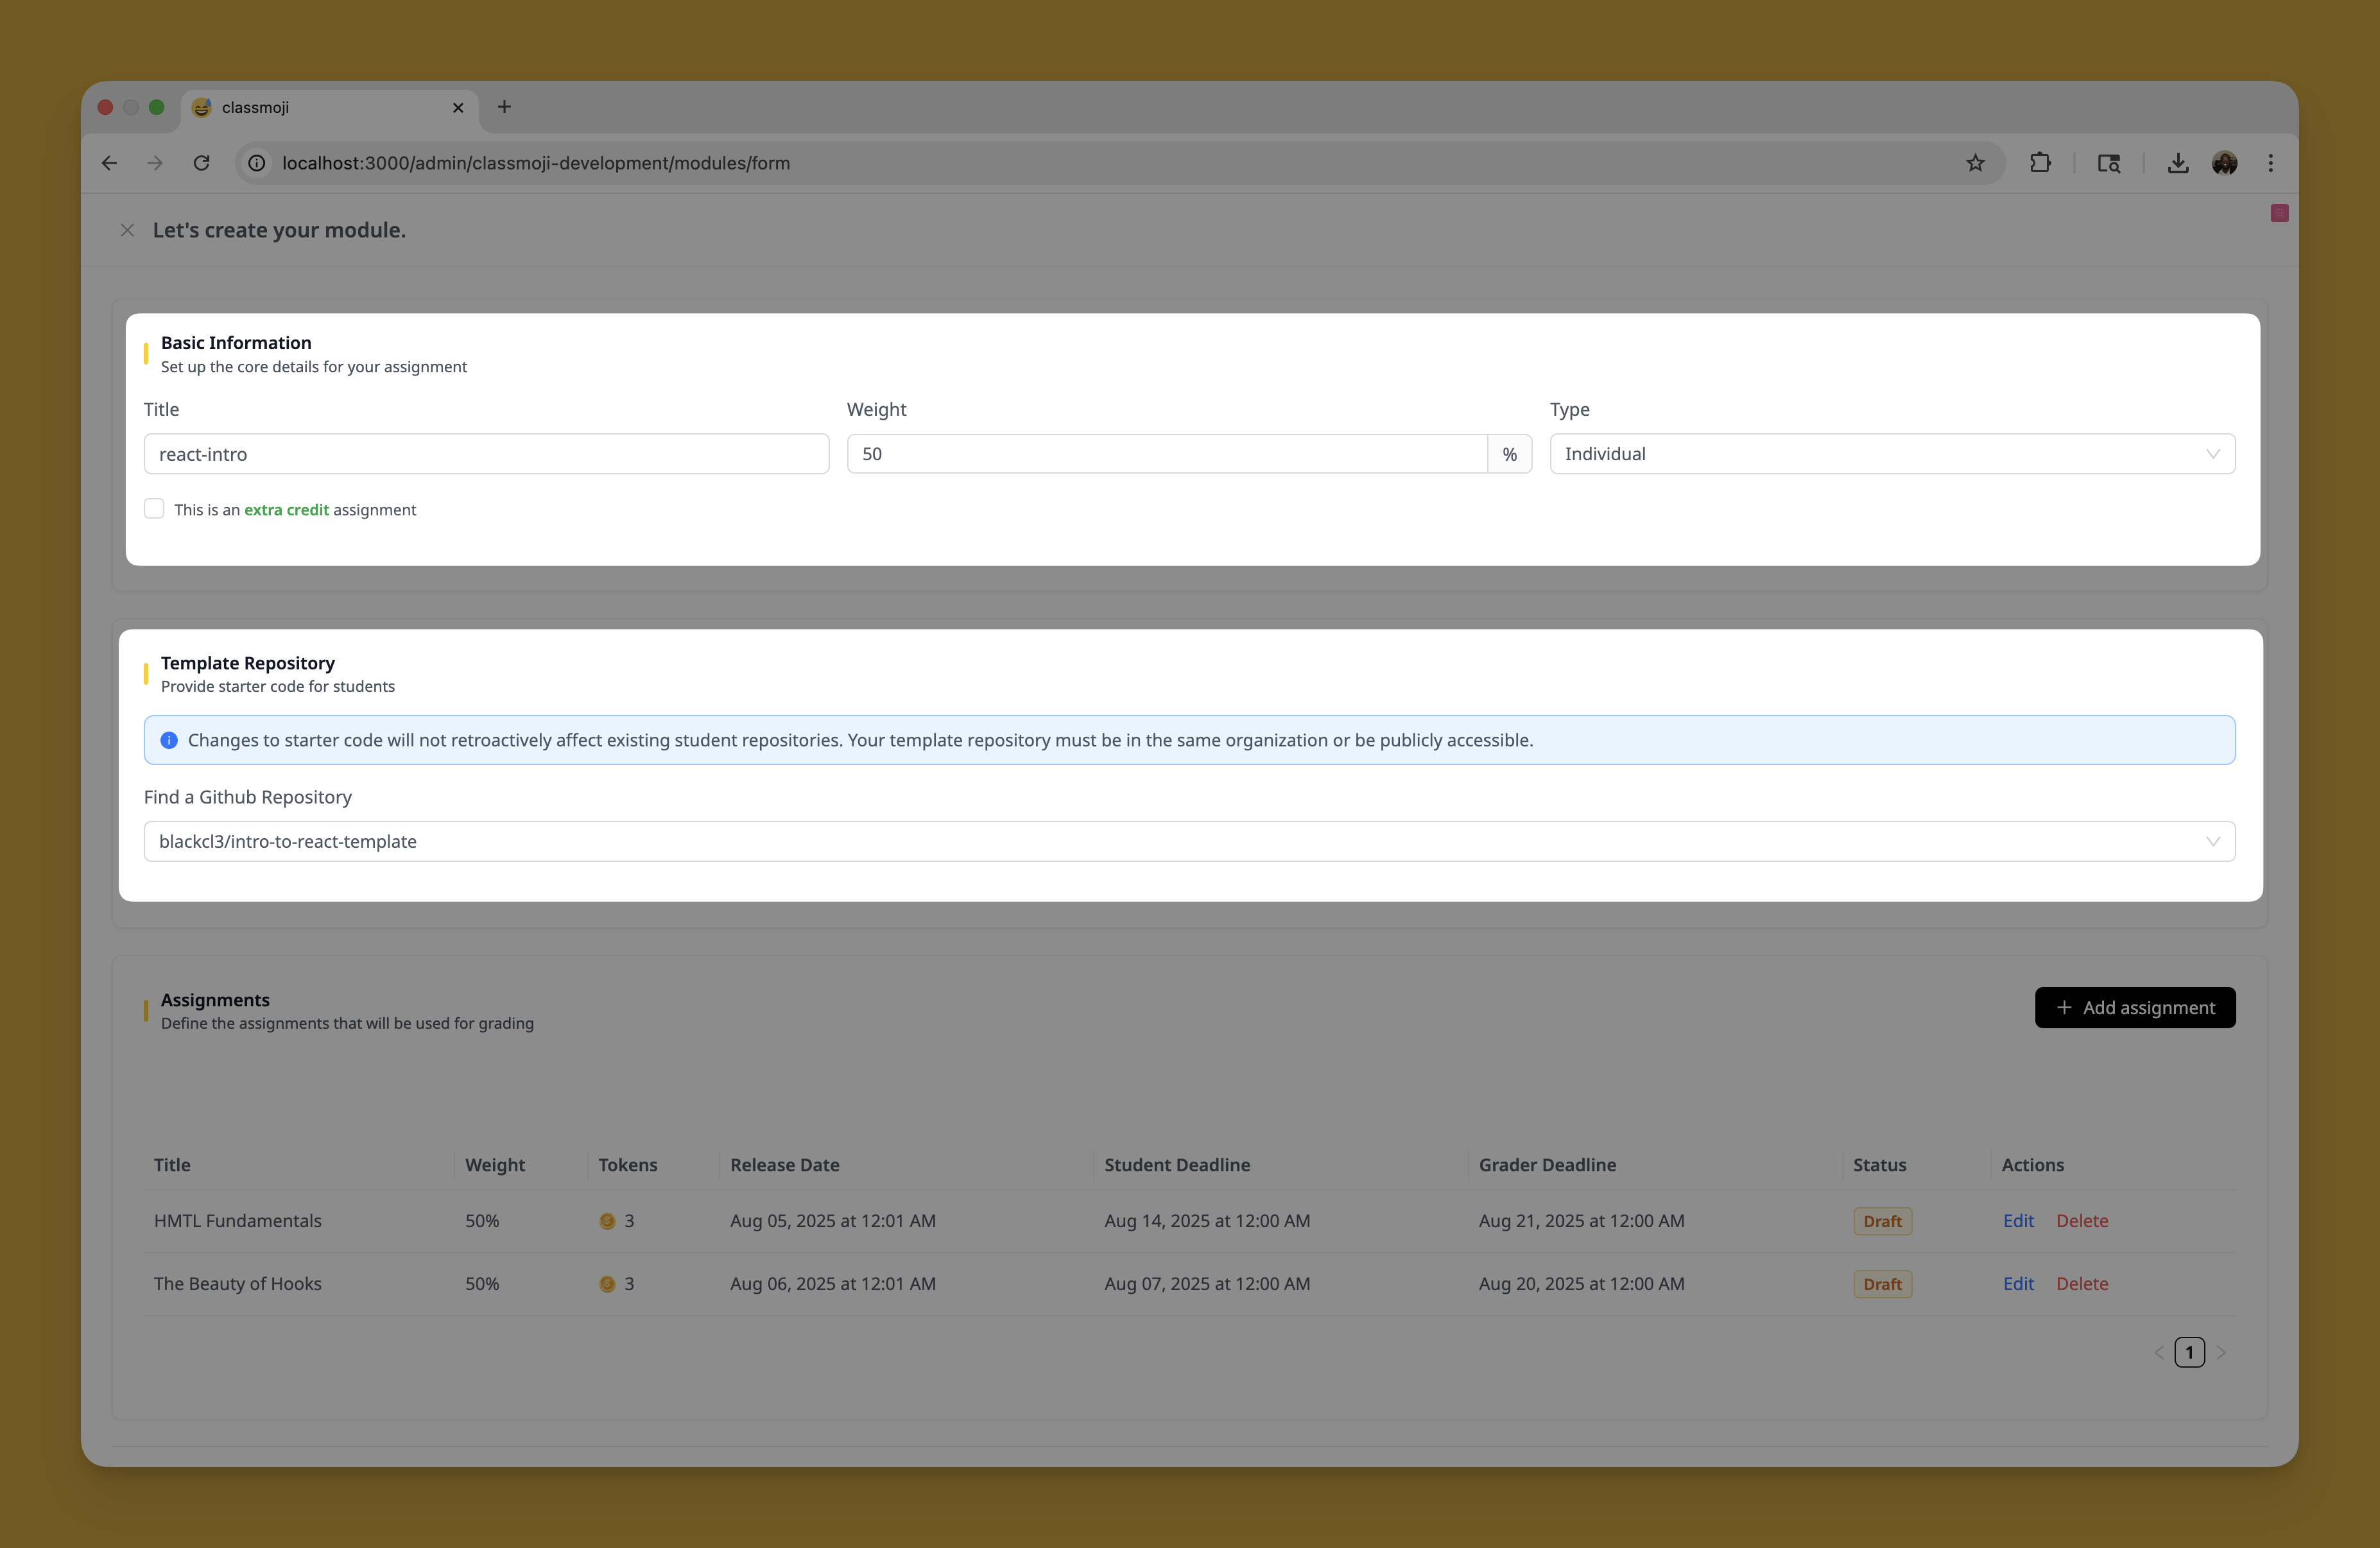 classmoji
localhost:3000/admin/classmoji-development/modules/form
Let's create your module.
Basic Information
Set up the core details for your assignment
Title Weight Type
react-intro 50 % Individual
This is an extra credit assignment
Template Repository
Provide starter code for students
Changes to starter code will not retroactively affect existing student repositories. Your template repository must be in the same organization or be publicly accessible.
Find a Github Repository
blackcl3/intro-to-react-template
Assignments
Define the assignments that will be used for grading
+ Add assignment
Title Weight Tokens Release Date Student Deadline Grader Deadline Status Actions
HMTL Fundamentals 50% 3 Aug 05, 2025 at 12:01 AM Aug 14, 2025 at 12:00 AM Aug 21, 2025 at 12:00 AM Draft Edit Delete
The Beauty of Hooks 50% 3 Aug 06, 2025 at 12:01 AM Aug 07, 2025 at 12:00 AM Aug 20, 2025 at 12:00 AM Draft Edit Delete
1